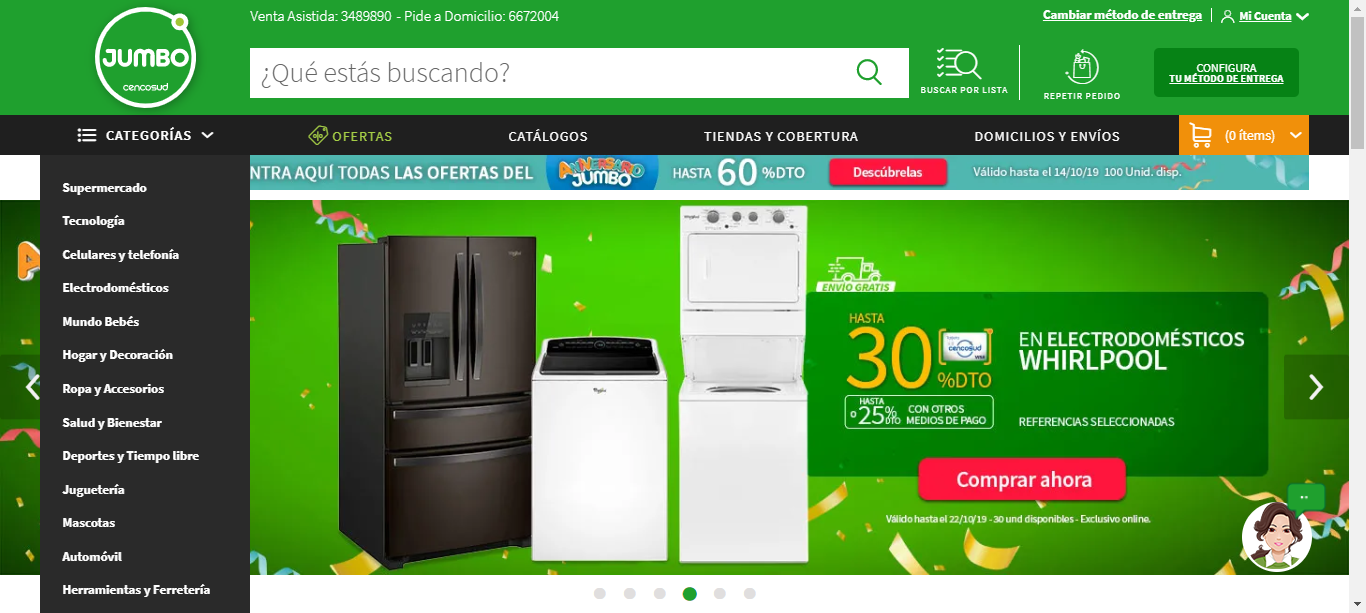 Venta Asistida: 3489890 - Pide a Domicilio: 6672004
Cambiar método de entrega
Mi Cuenta
JUMBO
cencosud
¿Qué estás buscando?
BUSCAR POR LISTA
REPETIR PEDIDO
CONFIGURA
TU MÉTODO DE ENTREGA
CATEGORÍAS
OFERTAS
CATÁLOGOS
TIENDAS Y COBERTURA
DOMICILIOS Y ENVÍOS
(0 ítems)
NTRA AQUÍ TODAS LAS OFERTAS DEL
ANIVERSARIO
JUMBO
HASTA 60 %DTO
Descúbrelas
Válido hasta el 14/10/19 100 Unid. disp.
Supermercado
Tecnología
Celulares y telefonía
Electrodomésticos
Mundo Bebés
Hogar y Decoración
Ropa y Accesorios
Salud y Bienestar
Deportes y Tiempo libre
Juguetería
Mascotas
Automóvil
Herramientas y Ferretería
ENVÍO GRATIS
HASTA
30 %DTO
cencosud
EN ELECTRODOMÉSTICOS
WHIRLPOOL
HASTA
o 25% DTO
CON OTROS
MEDIOS DE PAGO
REFERENCIAS SELECCIONADAS
Comprar ahora
Válido hasta el 22/10/19 - 30 und disponibles - Exclusivo online.